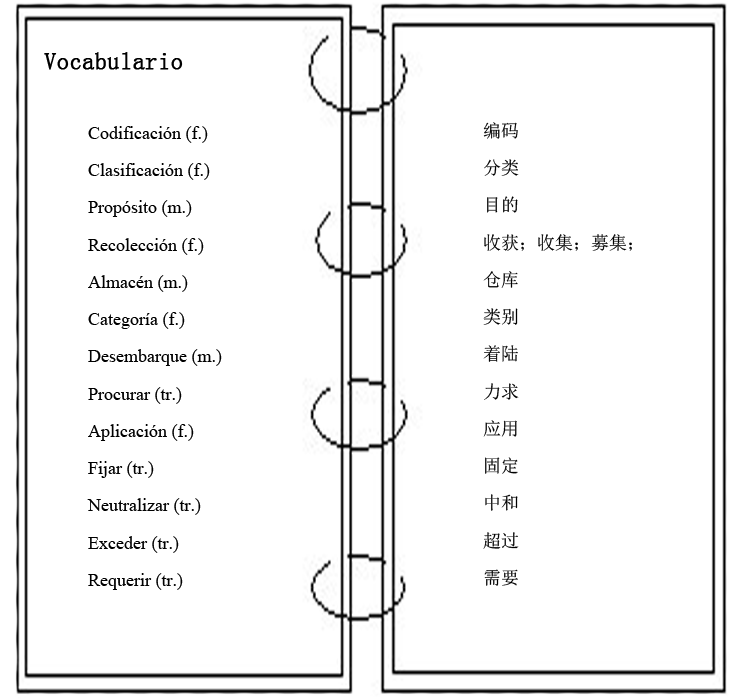 Vocabulario
Codificación (f.) 编码
Clasificación (f.) 分类
Propósito (m.) 目的
Recolección (f.) 收获；收集；募集；
Almacén (m.) 仓库
Categoría (f.) 类别
Desembarque (m.) 着陆
Procurar (tr.) 力求
Aplicación (f.) 应用
Fijar (tr.) 固定
Neutralizar (tr.) 中和
Exceder (tr.) 超过
Requerir (tr.) 需要